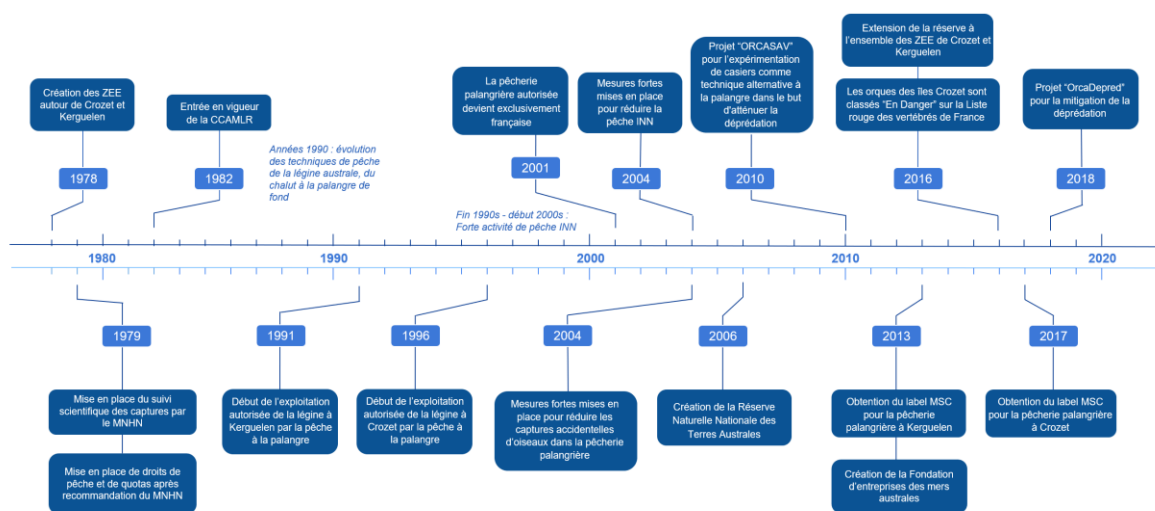 Création des ZEE
autour de Crozet et
Kerguelen
1978
Entrée en vigueur
de la CCAMLR
1982
Années 1990 : évolution
des techniques de pêche
de la légine australe, du
chalut à la palangre de
fond
La pêcherie
palangrière autorisée
devient exclusivement
française
2001
Fin 1990s - début 2000s :
Forte activité de pêche INN
Mesures fortes
mises en place
pour réduire la
pêche INN
2004
Projet "ORCASAV"
pour l'expérimentation
de casiers comme
technique alternative à
la palangre dans le but
d'atténuer la
déprédation
2010
Extension de la réserve à
l'ensemble des ZEE de Crozet et
Kerguelen
Les orques des îles Crozet sont
classés "En Danger" sur la Liste
rouge des vertébrés de France
2016
Projet "OrcaDepred"
pour la mitigation de la
déprédation
2018
1980
1990
2000
2010
2020
1979
Mise en place du suivi
scientifique des captures par
le MNHN
Mise en place de droits de
pêche et de quotas après
recommandation du MNHN
1991
Début de l'exploitation
autorisée de la légine à
Kerguelen par la pêche
à la palangre
1996
Début de l'exploitation
autorisée de la légine à
Crozet par la pêche à
la palangre
2004
Mesures fortes mises en
place pour réduire les
captures accidentelles
d'oiseaux dans la pêcherie
palangrière
2006
Création de la Réserve
Naturelle Nationale des
Terres Australes
2013
Obtention du label MSC
pour la pêcherie
palangrière à Kerguelen
Création de la Fondation
d'entreprises des mers
australes
2017
Obtention du label MSC
pour la pêcherie palangrière
à Crozet